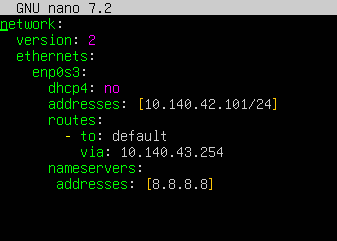 GNU nano 7.2
network:
  version: 2
  ethernets:
    enp0s3:
      dhcp4: no
      addresses: [10.140.42.101/24]
      routes:
        - to: default
          via: 10.140.43.254
      nameservers:
       addresses: [8.8.8.8]